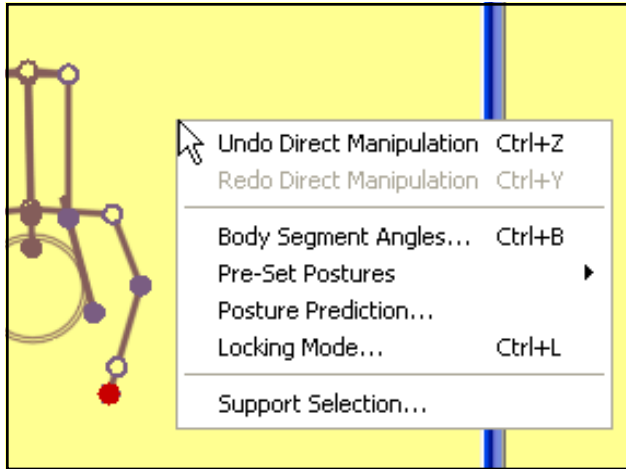 Undo Direct Manipulation Ctrl+Z
Redo Direct Manipulation Ctrl+Y
Body Segment Angles... Ctrl+B
Pre-Set Postures
Posture Prediction...
Locking Mode... Ctrl+L
Support Selection...